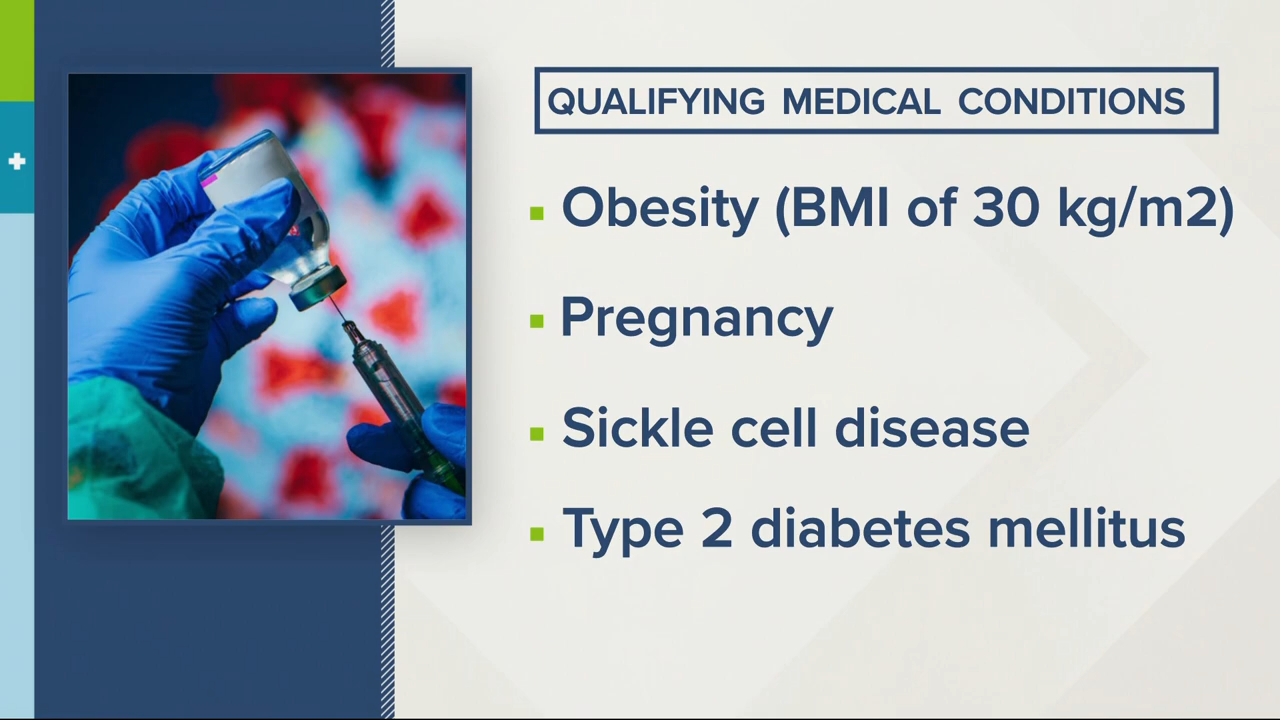 QUALIFYING MEDICAL CONDITIONS
Obesity (BMI of 30 kg/m2)
Pregnancy
Sickle cell disease
Type 2 diabetes mellitus